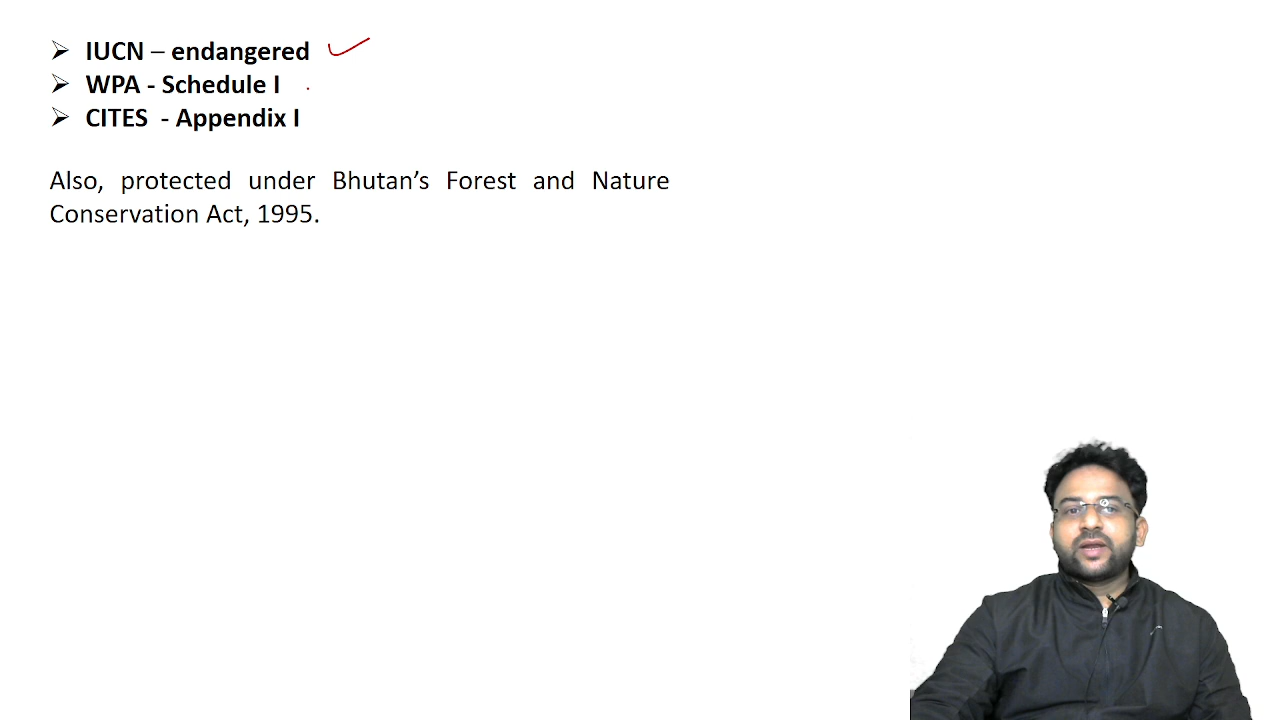 ➢ IUCN – endangered
➢ WPA - Schedule I
➢ CITES - Appendix I
Also, protected under Bhutan’s Forest and Nature
Conservation Act, 1995.